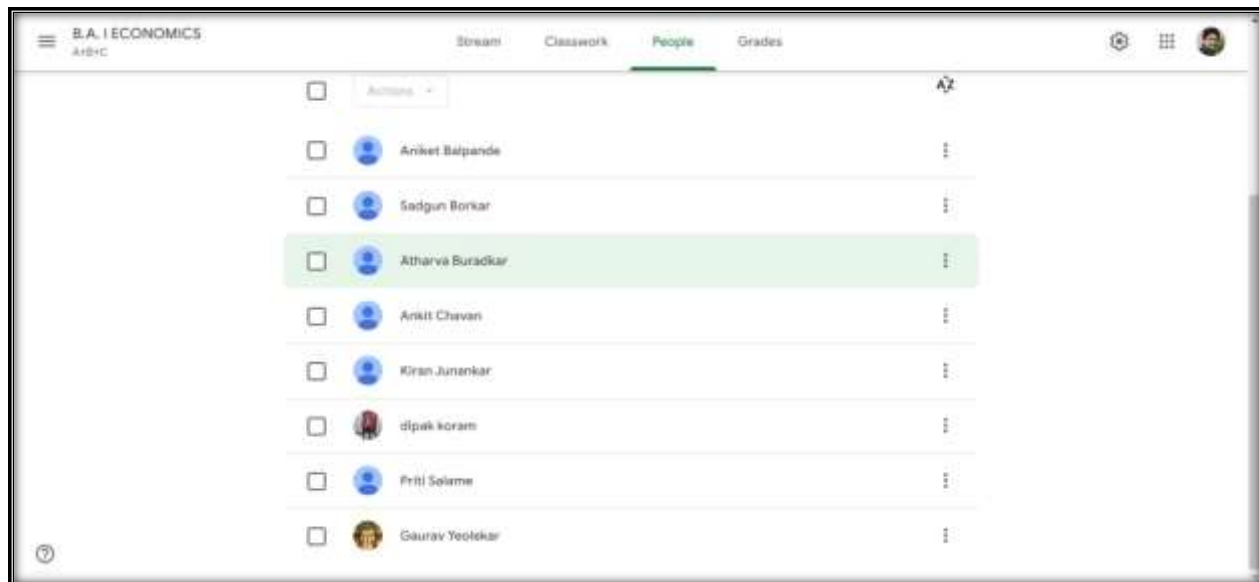 B.A. I ECONOMICS
A+B+C
Stream Classwork People Grades
Actions
AZ
Aniket Balpande
Sadgun Borkar
Atharva Buradkar
Ankit Chavan
Kiran Junankar
dipak koram
Priti Salame
Gaurav Yeolekar